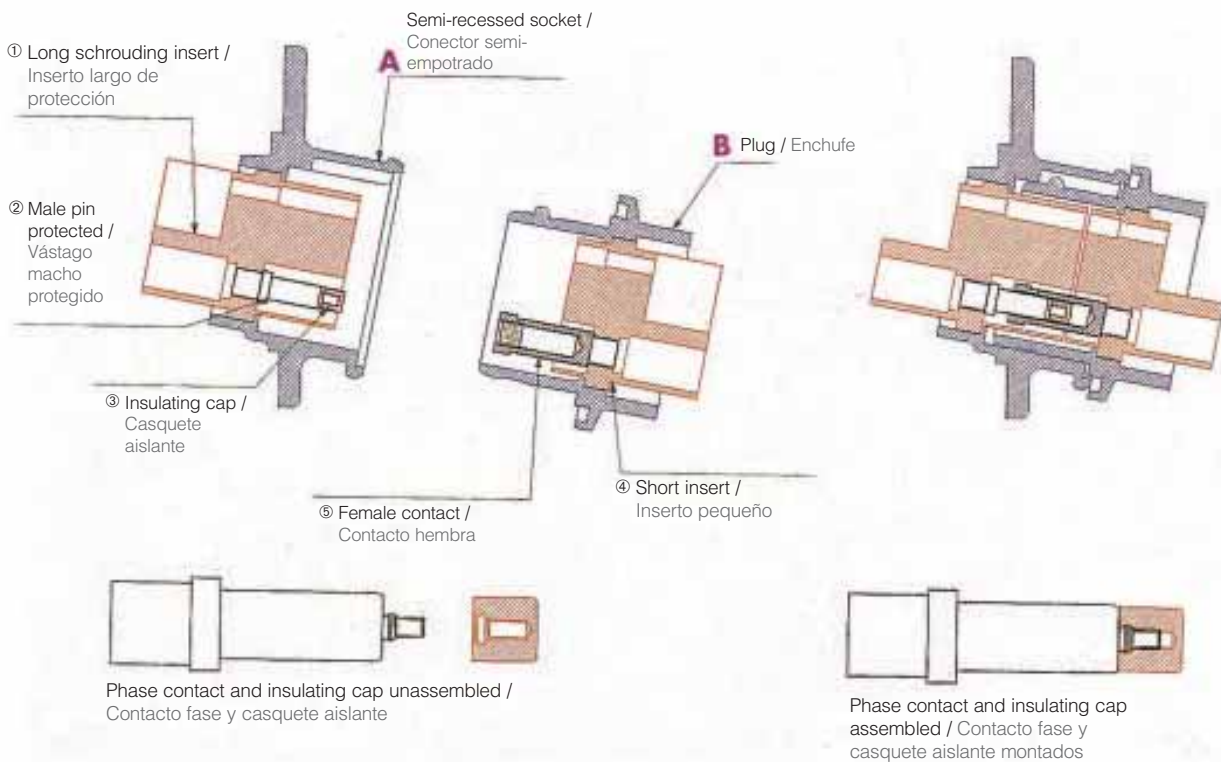 ① Long schrouding insert /
Inserto largo de
protección
Semi-recessed socket /
A Conector semi-
empotrado
B Plug / Enchufe
② Male pin
protected /
Vástago
macho
protegido
③ Insulating cap /
Casquete
aislante
④ Short insert /
Inserto pequeño
⑤ Female contact /
Contacto hembra
Phase contact and insulating cap unassembled /
Contacto fase y casquete aislante
Phase contact and insulating cap
assembled / Contacto fase y
casquete aislante montados